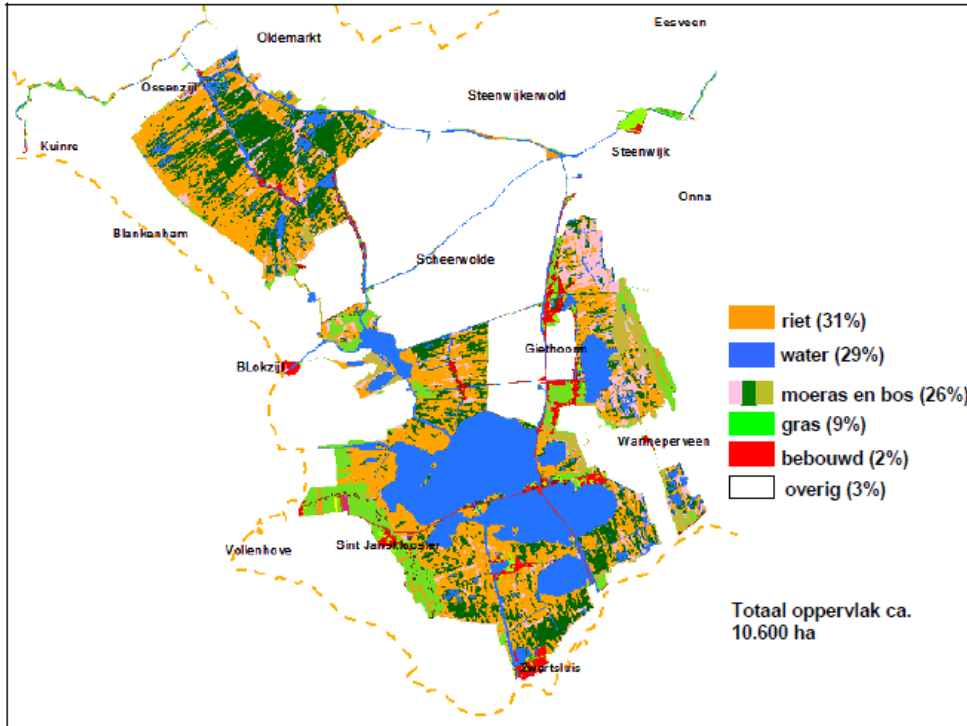 Oldemarkt
Eesveen
Ossenzijl
Steenwijkerwold
Kuinre
Steenwijk
Onna
Blankenham
Scheerwolde
BLokzijl
Giethoorn
Wanneperveen
Vollenhove
Sint Jansklooster
Zwartsluis
riet (31%)
water (29%)
moeras en bos (26%)
gras (9%)
bebouwd (2%)
overig (3%)
Totaal oppervlak ca.
10.600 ha